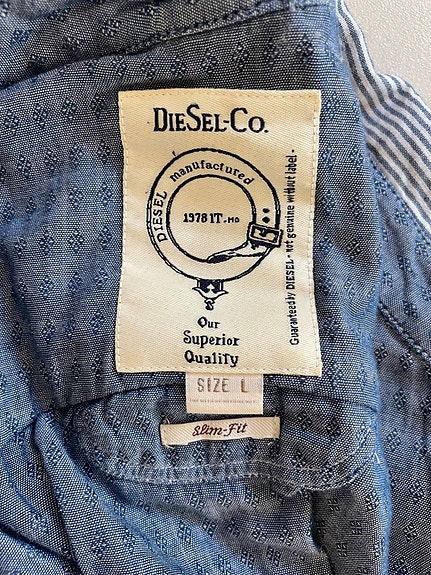 DIESEL-CO.
DIESEL manufactured
1978 IT. MO.
Our
Superior
Quality
Guaranteed by DIESEL • not genuine without label •
SIZE L
Slim-Fit